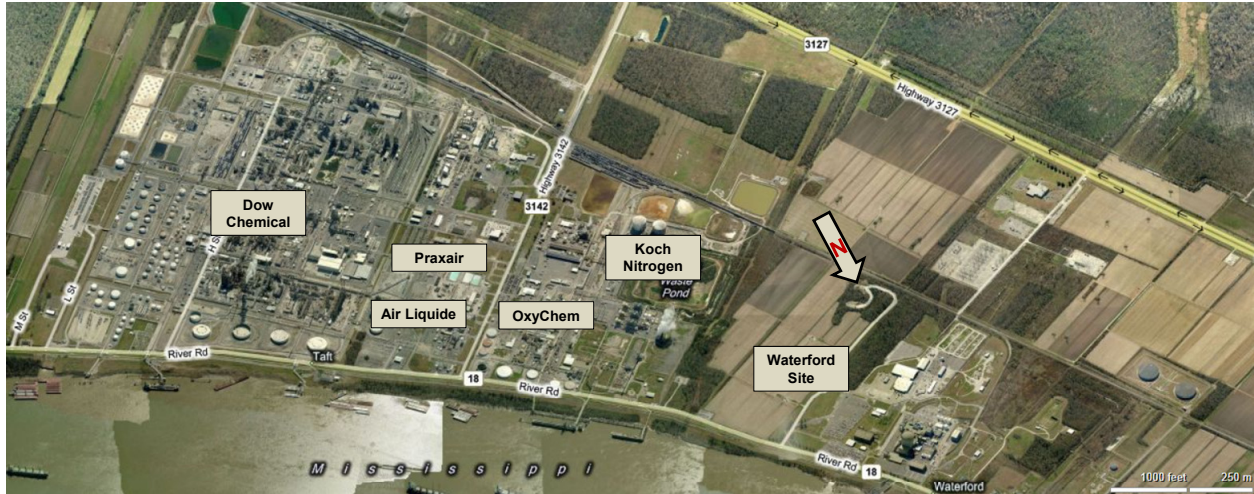 3127
Highway 3127
Highway 3142
3142
Dow
Chemical
H St
Praxair
Koch
Nitrogen
Waste
Pond
N
L St
M St
Air Liquide
OxyChem
Waterford
Site
River Rd
Taft
18
River Rd
River Rd
18
Mississippi
Waterford
1000 feet
250 m